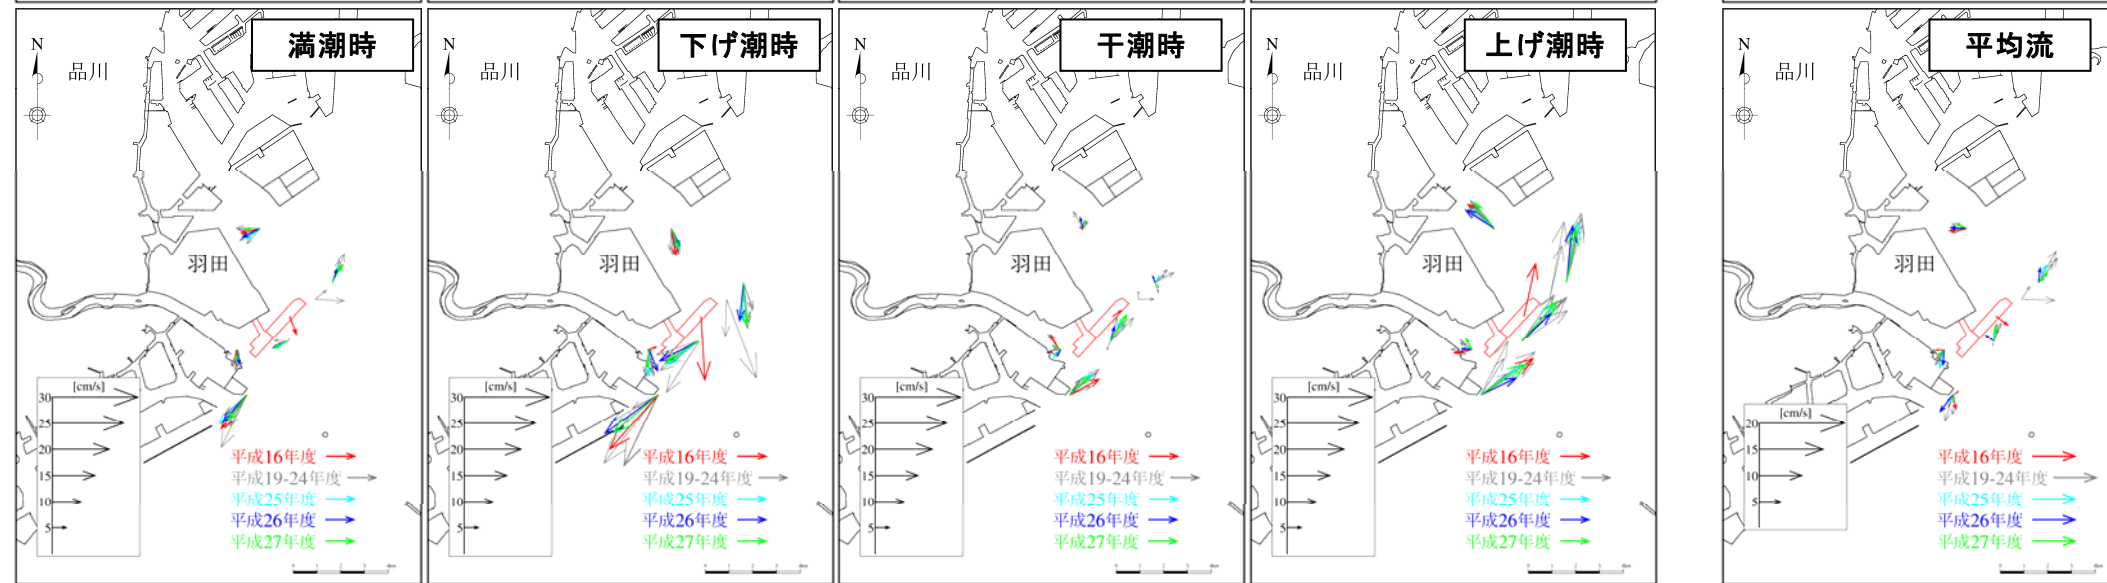 満潮時
N
品川
羽田
[cm/s]
30
25
20
15
10
5
平成16年度
平成19-24年度
平成25年度
平成26年度
平成27年度
下げ潮時
N
品川
羽田
[cm/s]
30
25
20
15
10
5
平成16年度
平成19-24年度
平成25年度
平成26年度
平成27年度
干潮時
N
品川
羽田
[cm/s]
30
25
20
15
10
5
平成16年度
平成19-24年度
平成25年度
平成26年度
平成27年度
上げ潮時
N
品川
羽田
[cm/s]
30
25
20
15
10
5
平成16年度
平成19-24年度
平成25年度
平成26年度
平成27年度
平均流
N
品川
羽田
[cm/s]
20
15
10
5
平成16年度
平成19-24年度
平成25年度
平成26年度
平成27年度